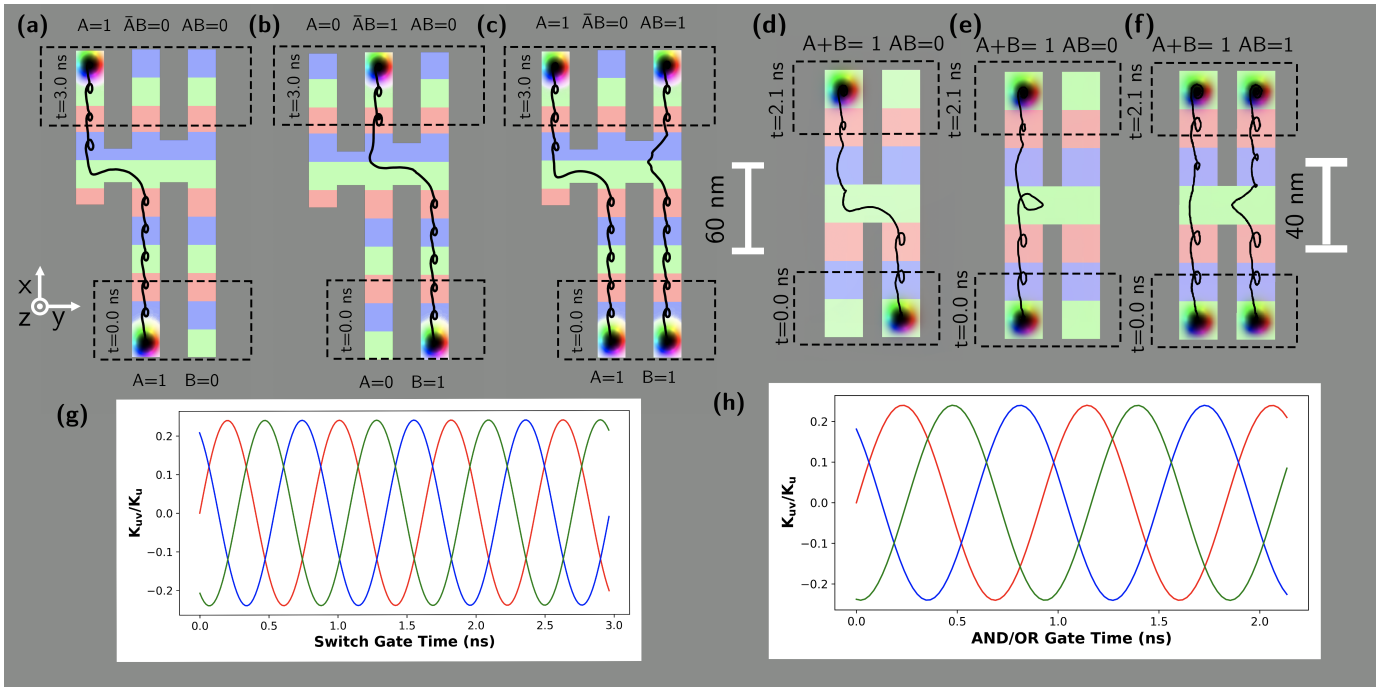 (a) A=1 A̅B=0 AB=0
(b) A=0 A̅B=1 AB=0
(c) A=1 A̅B=0 AB=1
(d) A+B= 1 AB=0
(e) A+B= 1 AB=0
(f) A+B= 1 AB=1
t=3.0 ns
t=3.0 ns
t=3.0 ns
t=2.1 ns
t=2.1 ns
t=2.1 ns
60 nm
40 nm
x
z y
t=0.0 ns
t=0.0 ns
t=0.0 ns
t=0.0 ns
t=0.0 ns
t=0.0 ns
A=1 B=0
A=0 B=1
A=1 B=1
(g)
Kuv/Ku
0.2
0.1
0.0
−0.1
−0.2
0.0 0.5 1.0 1.5 2.0 2.5 3.0
Switch Gate Time (ns)
(h)
Kuv/Ku
0.2
0.1
0.0
−0.1
−0.2
0.0 0.5 1.0 1.5 2.0
AND/OR Gate Time (ns)